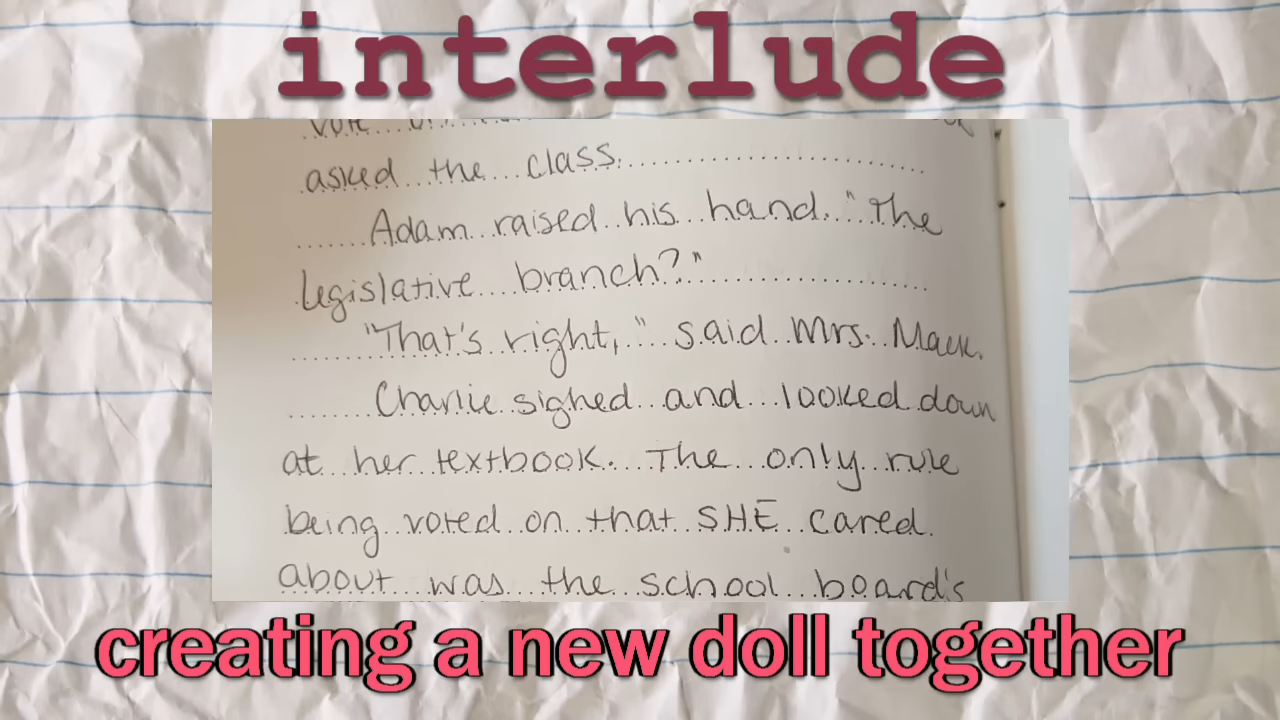 interlude
asked the class.
Adam raised his hand. "The
legislative branch?"
"That's right," said Mrs. Mack.
Charlie sighed and looked down
at her textbook. The only rule
being voted on that SHE cared
about was the school board's
creating a new doll together